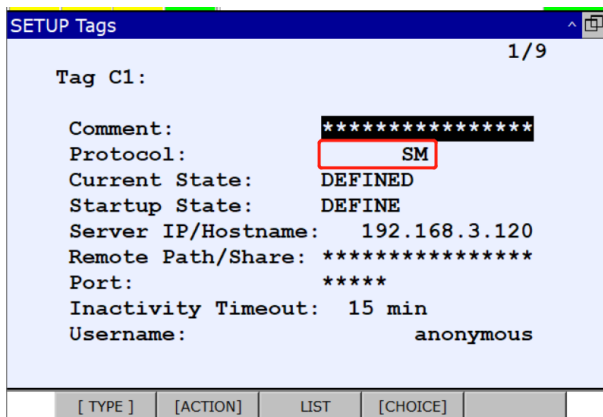 SETUP Tags
1/9
Tag C1:
Comment: ****************
Protocol: SM
Current State: DEFINED
Startup State: DEFINE
Server IP/Hostname: 192.168.3.120
Remote Path/Share: ****************
Port: *****
Inactivity Timeout: 15 min
Username: anonymous
[ TYPE ] [ACTION] LIST [CHOICE]